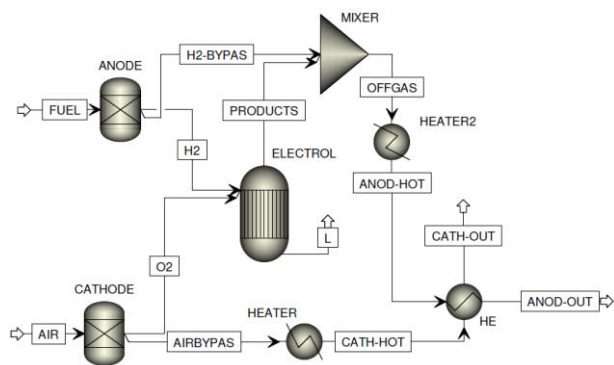 MIXER
H2-BYPAS
ANODE
OFFGAS
FUEL
PRODUCTS
HEATER2
H2
ELECTROL
ANOD-HOT
CATH-OUT
L
O2
CATHODE
HEATER
ANOD-OUT
HE
AIR
AIRBYPAS
CATH-HOT